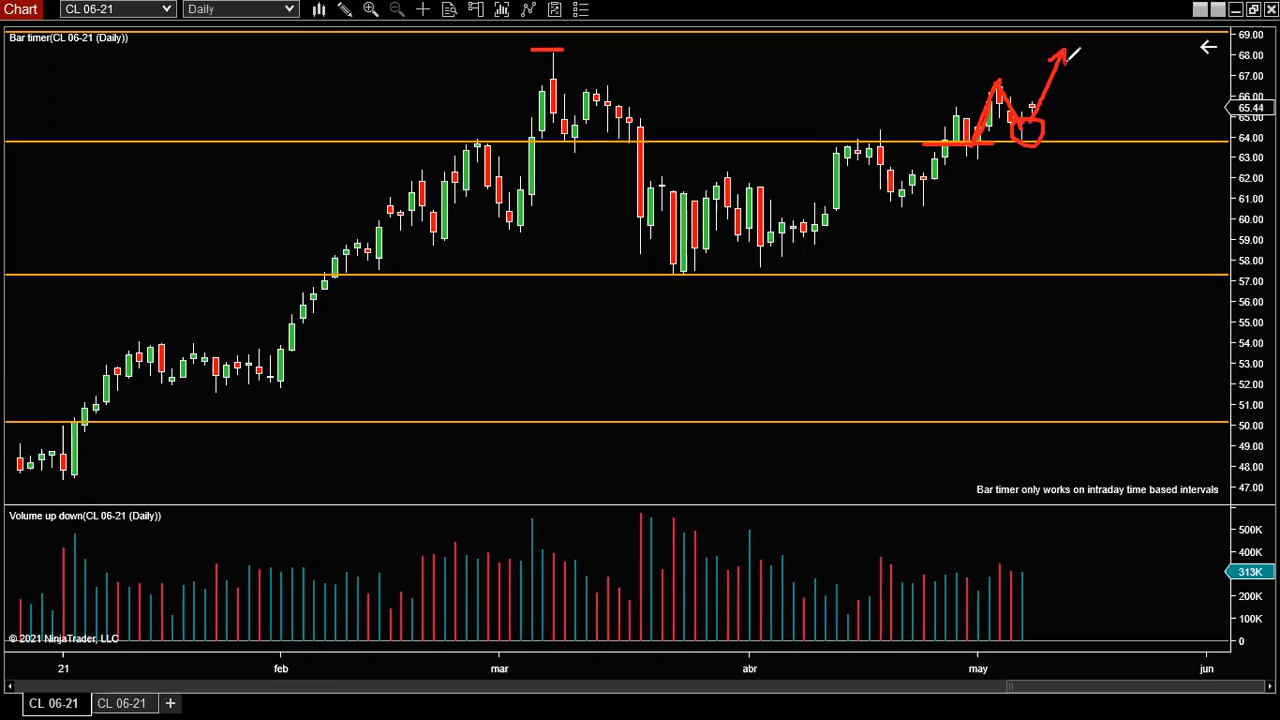 Chart CL 06-21 Daily
Bar timer(CL 06-21 (Daily))
69.00
68.00
67.00
66.00
65.44
65.00
64.00
63.00
62.00
61.00
60.00
59.00
58.00
57.00
56.00
55.00
54.00
53.00
52.00
51.00
50.00
49.00
48.00
47.00
Bar timer only works on intraday time based intervals
Volume up down(CL 06-21 (Daily))
500K
400K
313K
200K
100K
0
© 2021 NinjaTrader, LLC
21 feb mar abr may jun
CL 06-21 CL 06-21 +